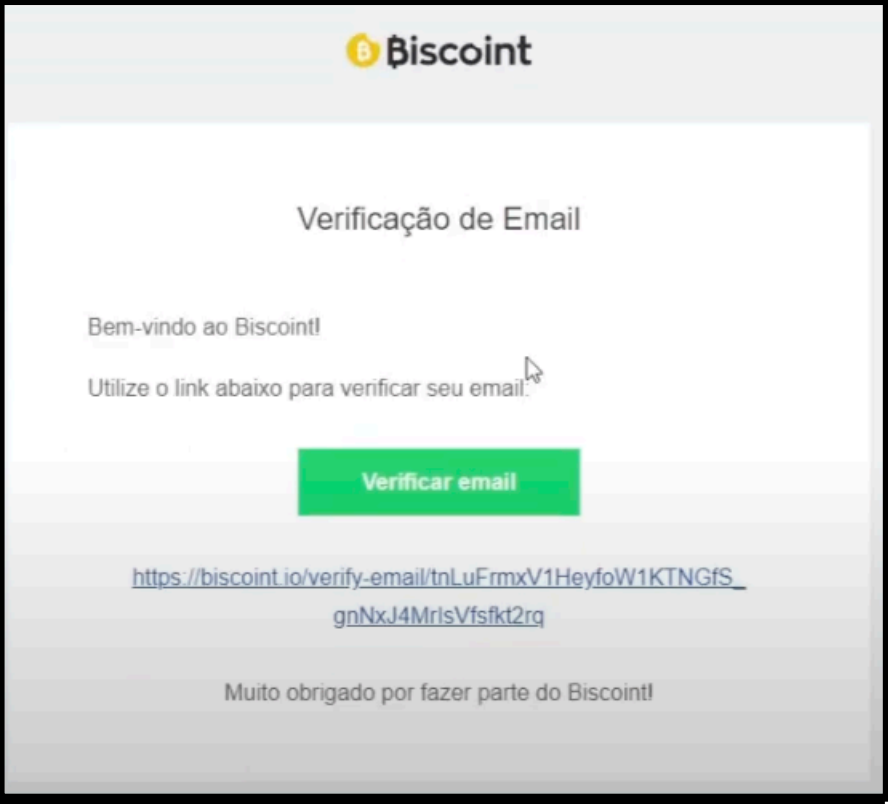 Biscoint
Verificação de Email
Bem-vindo ao Biscoint!
Utilize o link abaixo para verificar seu email:
Verificar email
https://biscoint.io/verify-email/tnLuFrmxV1HeyfoW1KTNGfS_
gnNxJ4MrIsVfsfkt2rq
Muito obrigado por fazer parte do Biscoint!